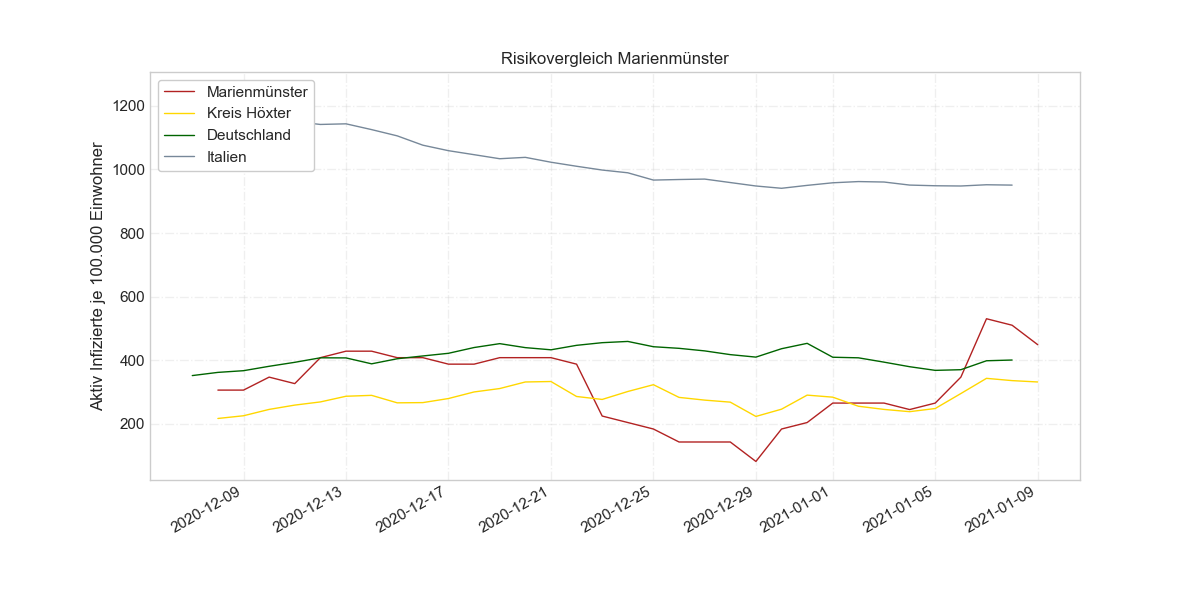 Risikovergleich Marienmünster
Marienmünster
Kreis Höxter
Deutschland
Italien
Aktiv Infizierte je 100.000 Einwohner
1200
1000
800
600
400
200
2020-12-09
2020-12-13
2020-12-17
2020-12-21
2020-12-25
2020-12-29
2021-01-01
2021-01-05
2021-01-09